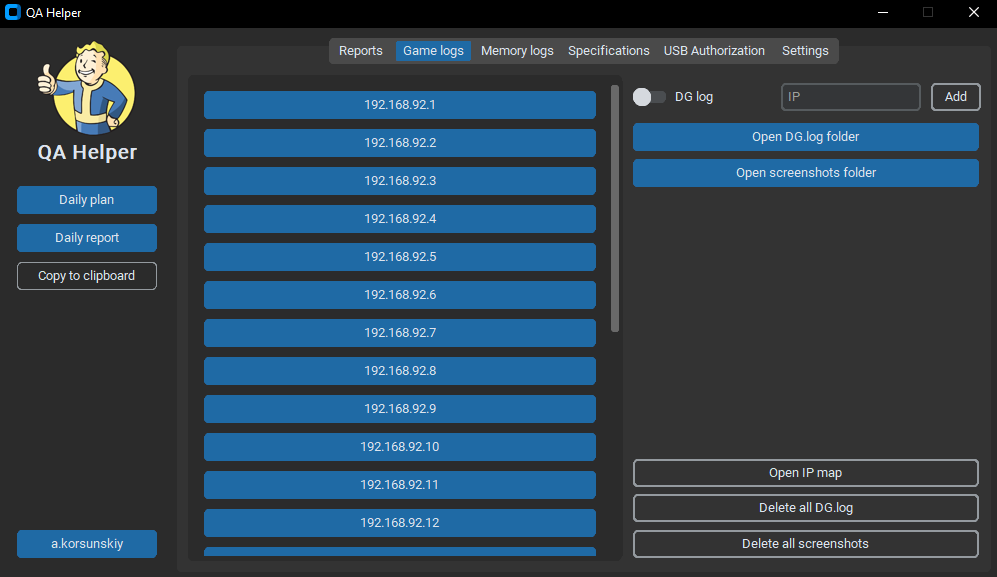 QA Helper
QA Helper
Daily plan
Daily report
Copy to clipboard
a.korsunskiy
Reports Game logs Memory logs Specifications USB Authorization Settings
192.168.92.1
192.168.92.2
192.168.92.3
192.168.92.4
192.168.92.5
192.168.92.6
192.168.92.7
192.168.92.8
192.168.92.9
192.168.92.10
192.168.92.11
192.168.92.12
DG log IP Add
Open DG.log folder
Open screenshots folder
Open IP map
Delete all DG.log
Delete all screenshots